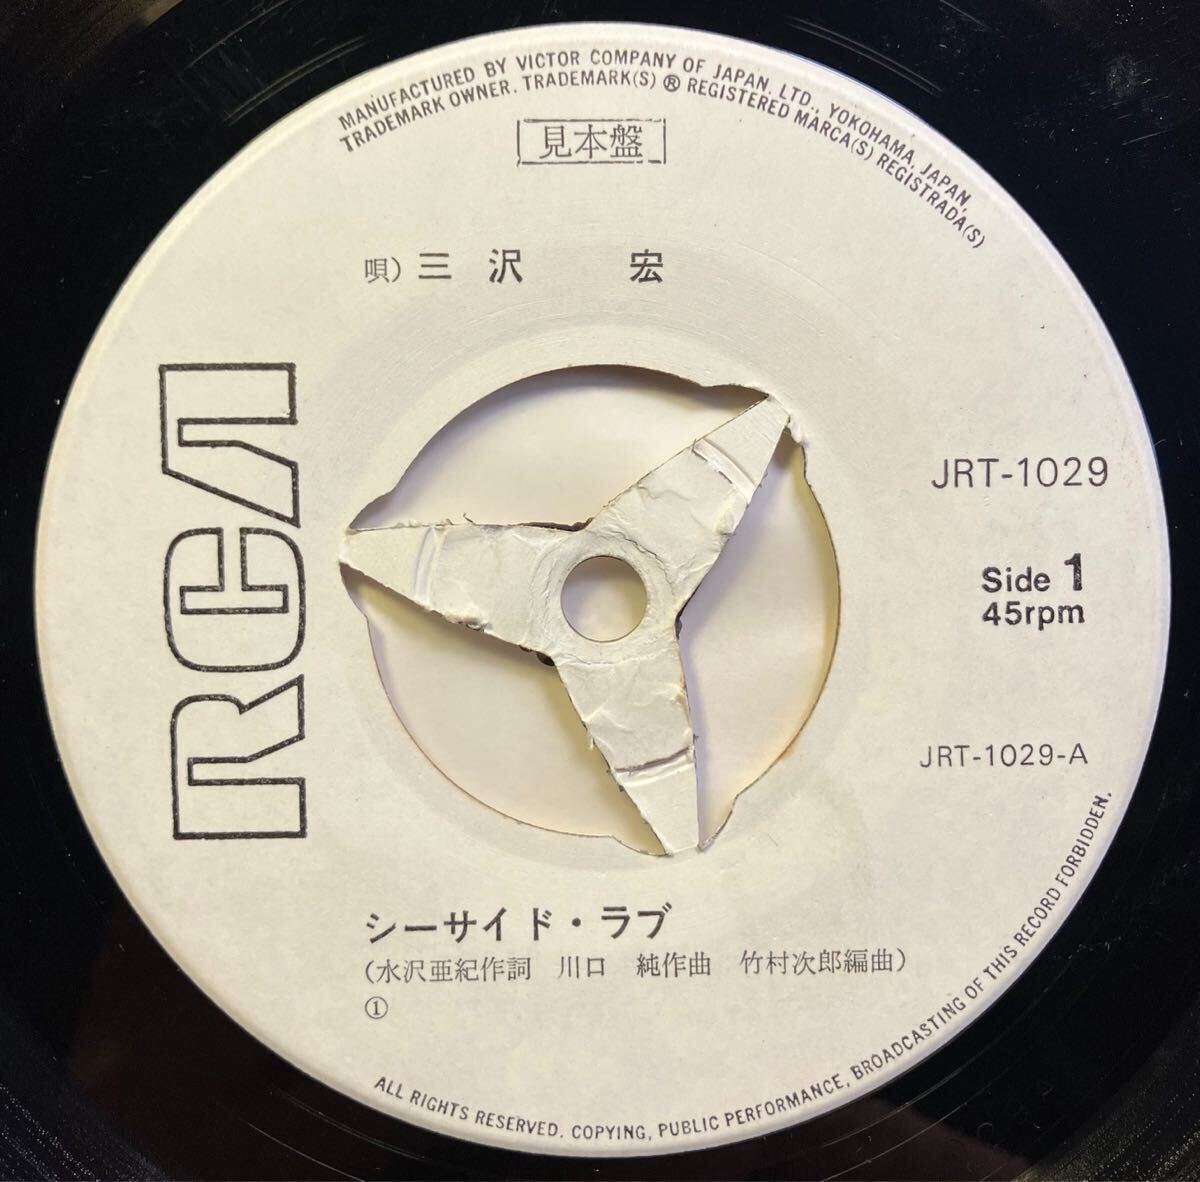 MANUFACTURED BY VICTOR COMPANY OF JAPAN. LTD., YOKOHAMA, JAPAN,
TRADEMARK OWNER. TRADEMARK(S) ® REGISTERED MARCA(S) REGISTRADA(S)
見本盤
唄）三沢　宏
RCA
JRT-1029
Side 1
45rpm
JRT-1029-A
シーサイド・ラブ
（水沢亜紀作詞　川口　純作曲　竹村次郎編曲）
①
ALL RIGHTS RESERVED. COPYING, PUBLIC PERFORMANCE, BROADCASTING OF THIS RECORD FORBIDDEN.